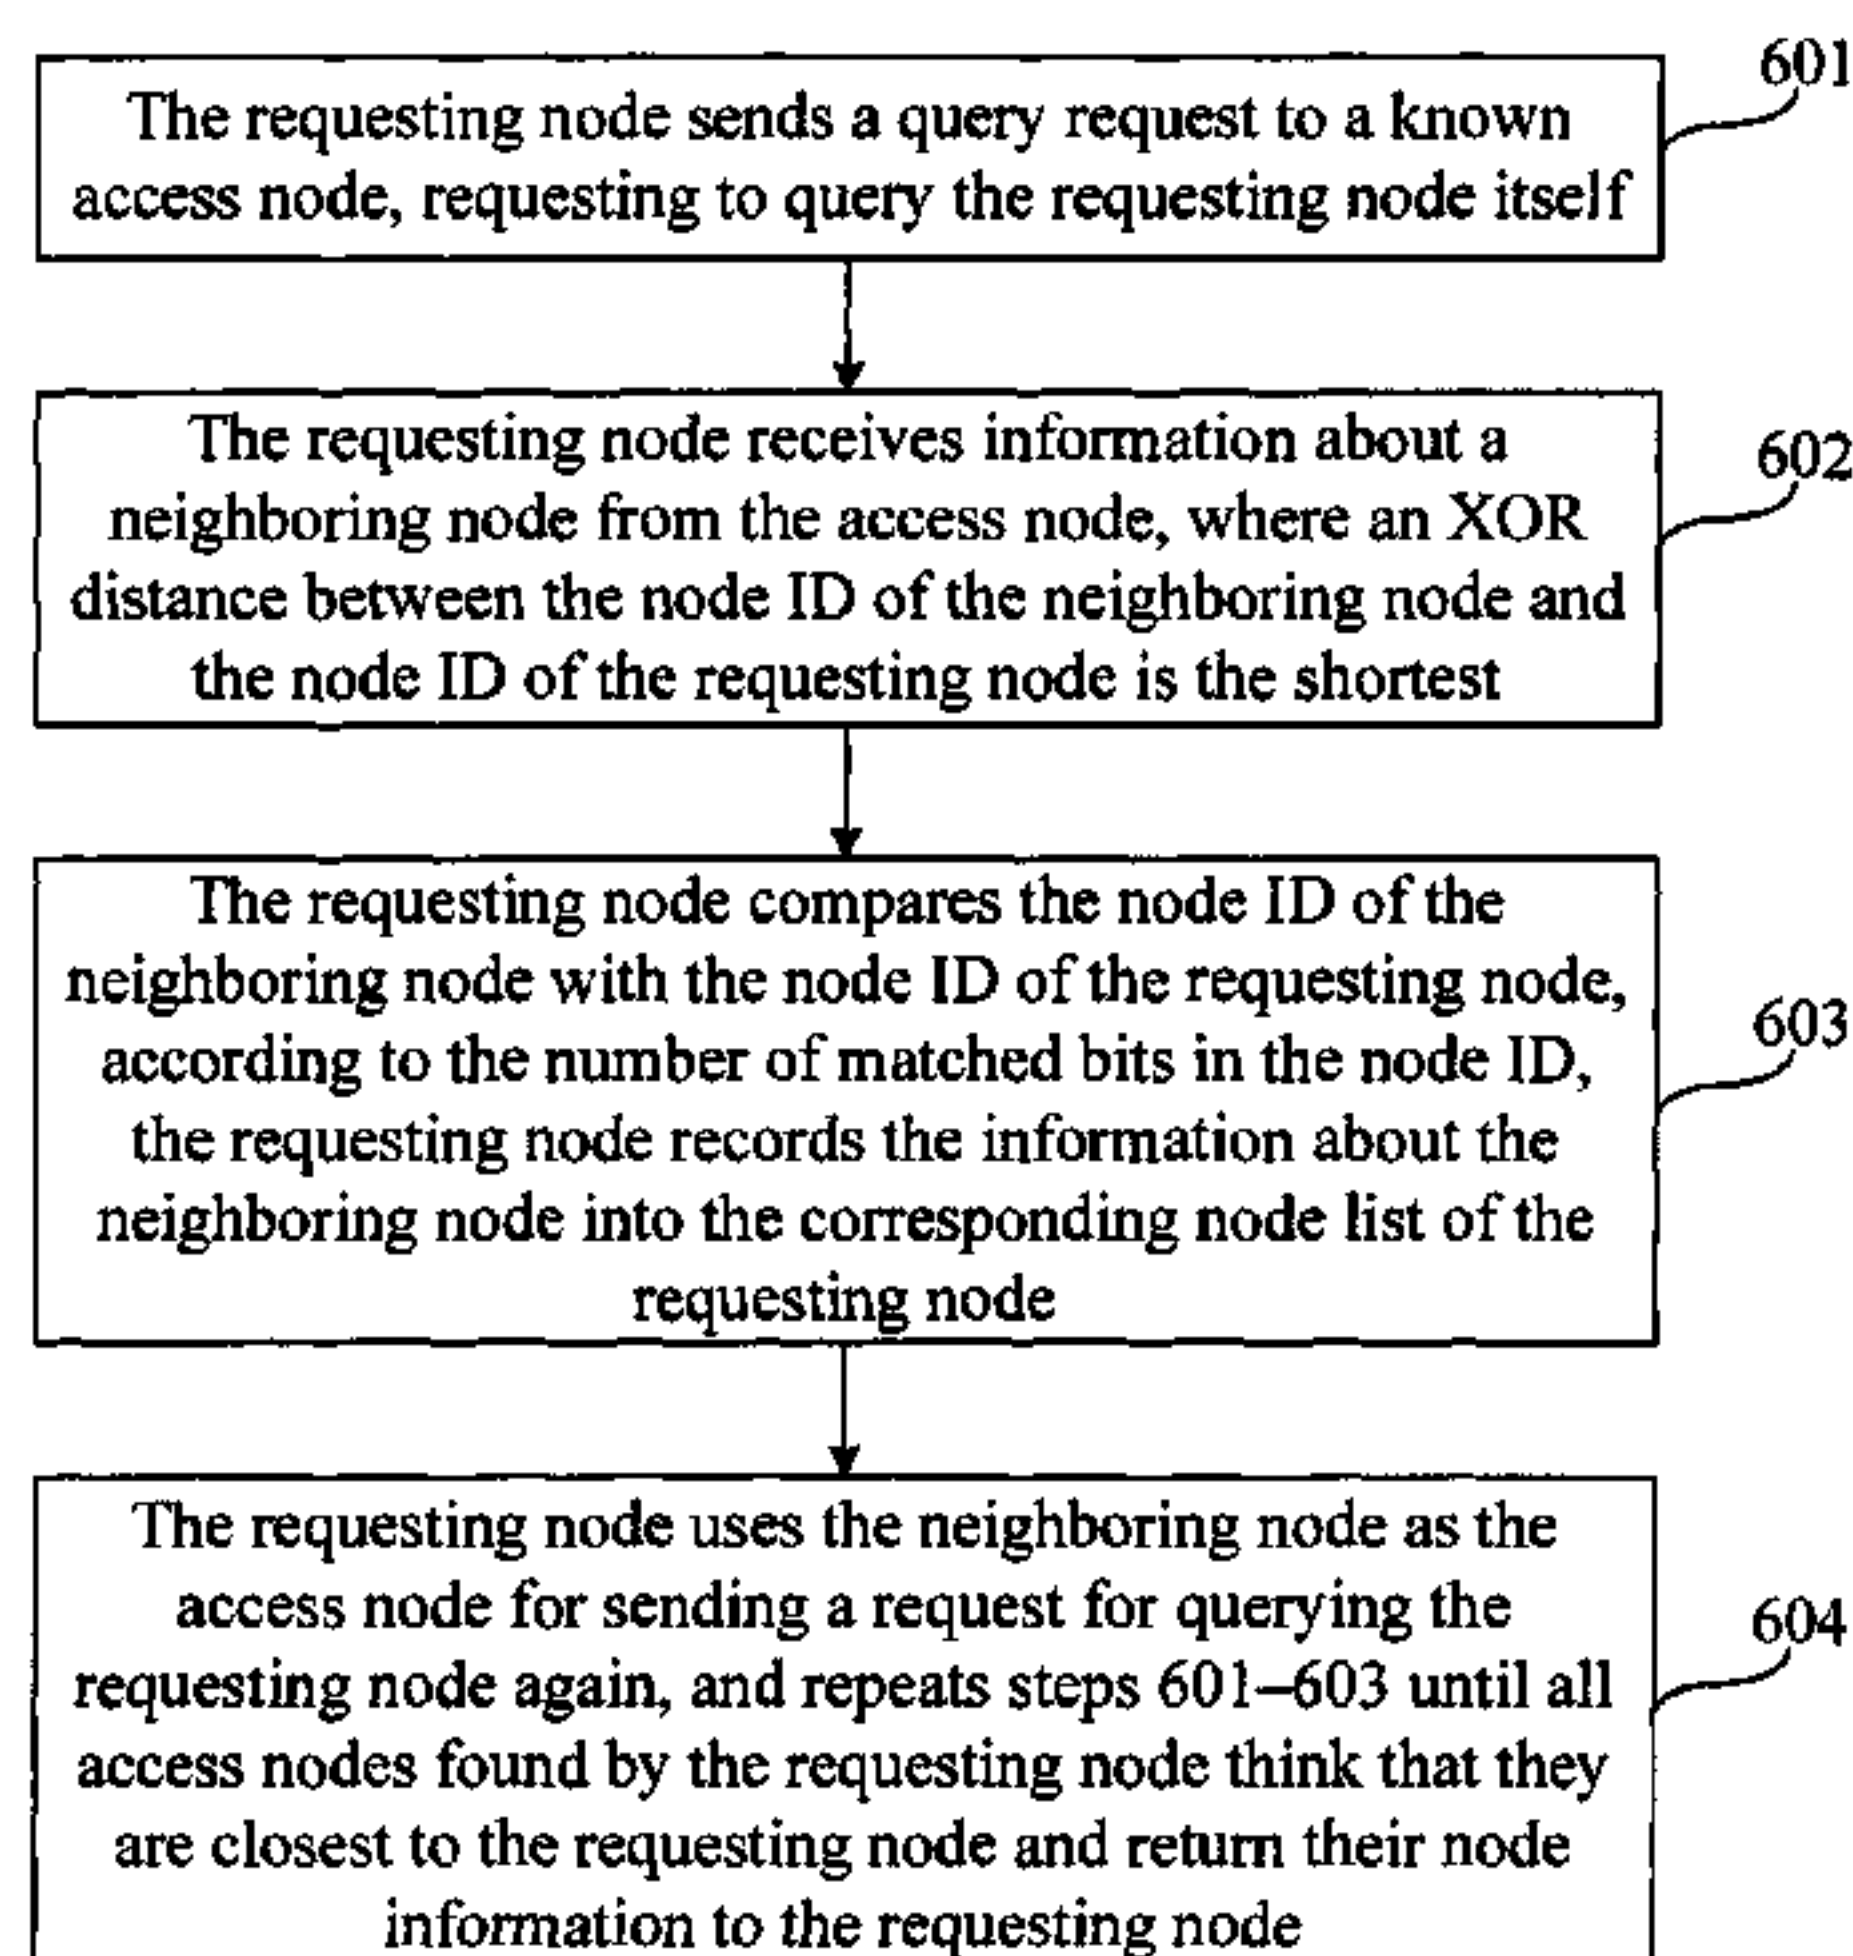 The requesting node sends a query request to a known
access node, requesting to query the requesting node itself
601
The requesting node receives information about a
neighboring node from the access node, where an XOR
distance between the node ID of the neighboring node and
the node ID of the requesting node is the shortest
602
The requesting node compares the node ID of the
neighboring node with the node ID of the requesting node,
according to the number of matched bits in the node ID,
the requesting node records the information about the
neighboring node into the corresponding node list of the
requesting node
603
The requesting node uses the neighboring node as the
access node for sending a request for querying the
requesting node again, and repeats steps 601–603 until all
access nodes found by the requesting node think that they
are closest to the requesting node and return their node
information to the requesting node
604